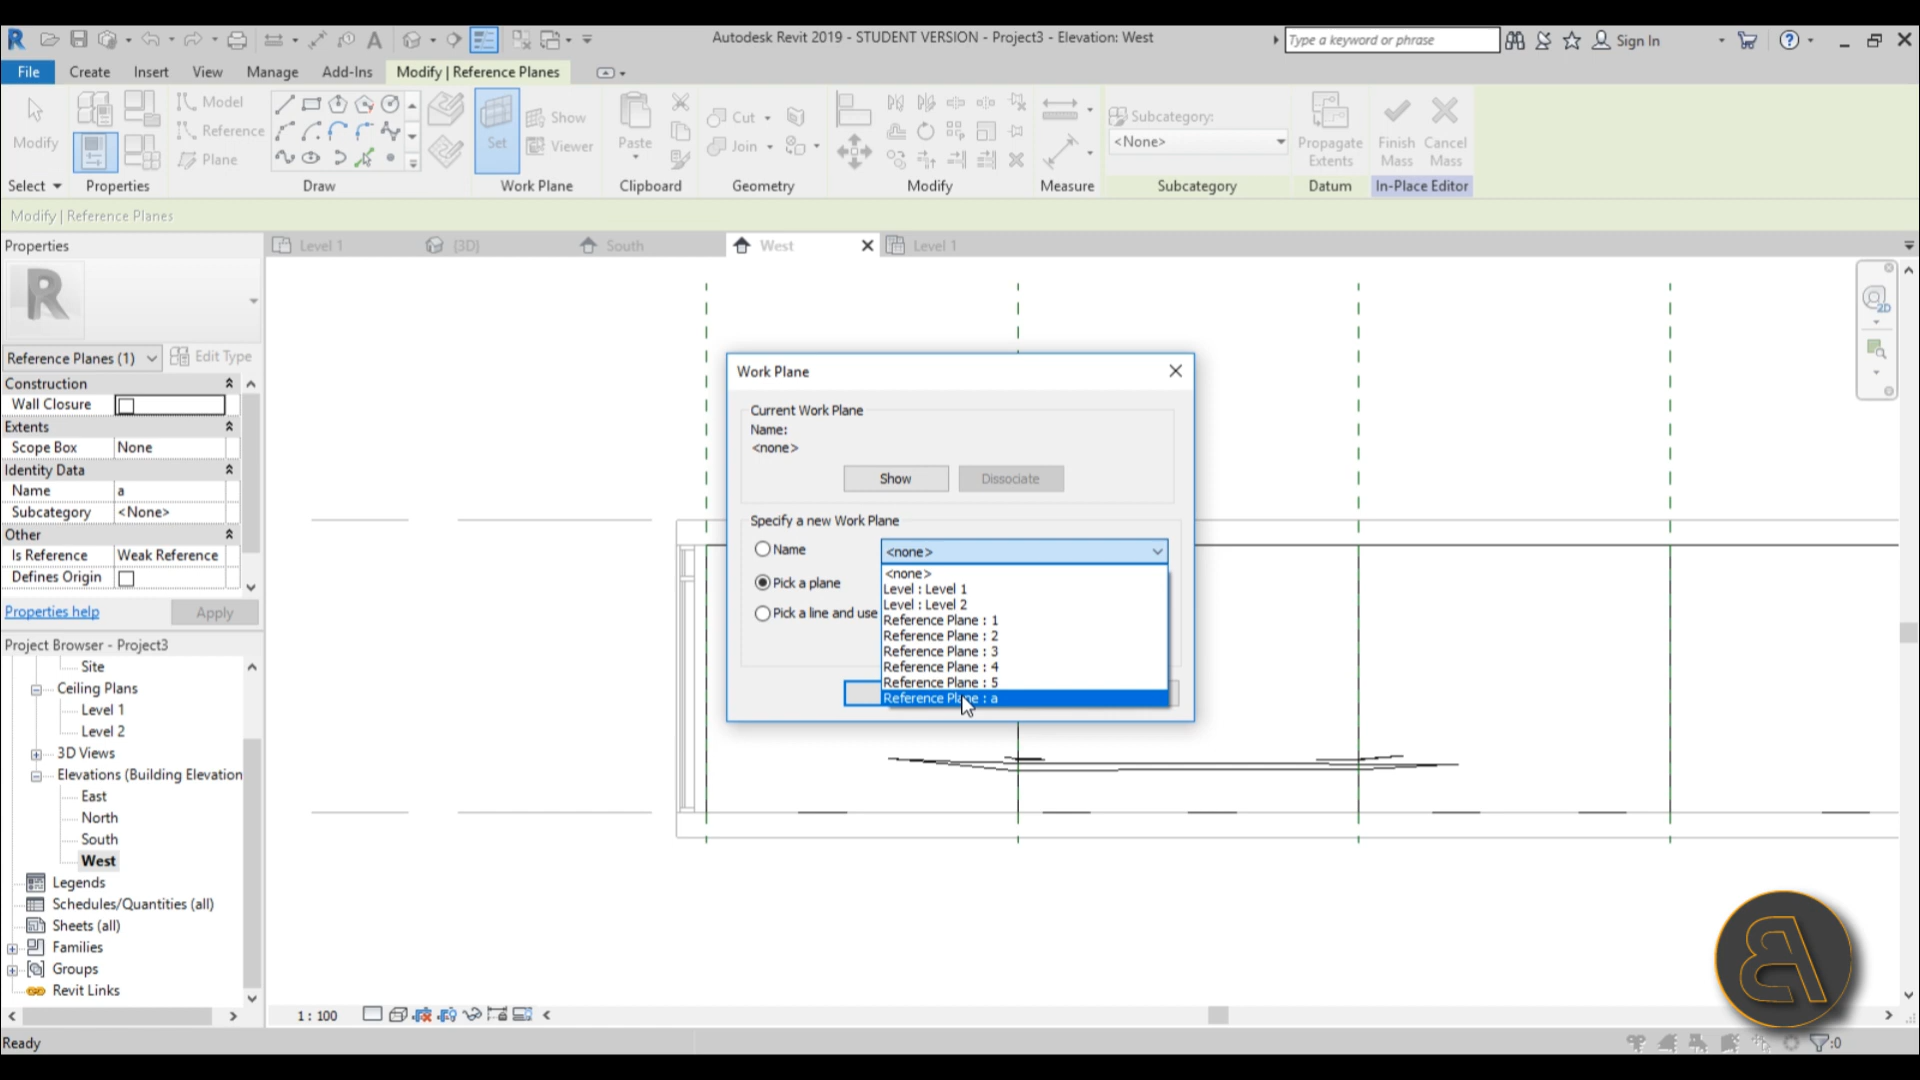 Autodesk Revit 2019 - STUDENT VERSION - Project3 - Elevation: West
Type a keyword or phrase
Sign In
File Create Insert View Manage Add-Ins Modify | Reference Planes
Modify
Model
Reference
Plane
Set
Show
Viewer
Paste
Cut
Join
Subcategory:
<None>
Propagate Extents
Finish Mass
Cancel Mass
Select Properties Draw Work Plane Clipboard Geometry Modify Measure Subcategory Datum In-Place Editor
Modify | Reference Planes
Properties
Level 1 {3D} South West Level 1
R
2D
Reference Planes (1) Edit Type
Construction
Wall Closure
Extents
Scope Box None
Identity Data
Name a
Subcategory <None>
Other
Is Reference Weak Reference
Defines Origin
Properties help Apply
Project Browser - Project3
Site
Ceiling Plans
Level 1
Level 2
3D Views
Elevations (Building Elevation
East
North
South
West
Legends
Schedules/Quantities (all)
Sheets (all)
Families
Groups
Revit Links
Work Plane
Current Work Plane
Name:
<none>
Show Dissociate
Specify a new Work Plane
Name <none>
Pick a plane
Pick a line and use
<none>
Level : Level 1
Level : Level 2
Reference Plane : 1
Reference Plane : 2
Reference Plane : 3
Reference Plane : 4
Reference Plane : 5
Reference Plane : a
1 : 100
Ready
:0